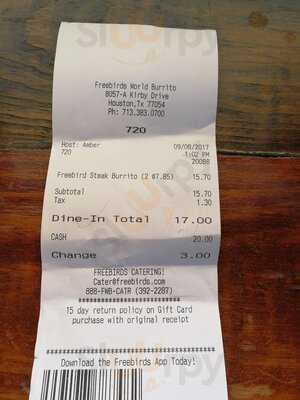 Freebirds World Burrito
8057-A Kirby Drive
Houston,Tx 77054
Ph: 713.383.0700
720
Host: Amber 09/08/2017
720 1:02 PM
20088
Freebird Steak Burrito (2 @7.85) 15.70
Subtotal 15.70
Tax 1.30
Dine-In Total 17.00
CASH 20.00
Change 3.00
FREEBIRDS CATERING!
Cater@freebirds.com
888-FWB-CATR (392-2287)
15 day return policy on Gift Card
purchase with original receipt
Download the Freebirds App Today!